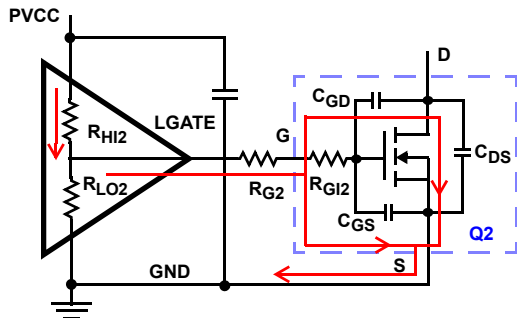 PVCC
D
CGD
RHI2
LGATE
G
CDS
RLO2
RG2
RGI2
CGS
Q2
GND
S